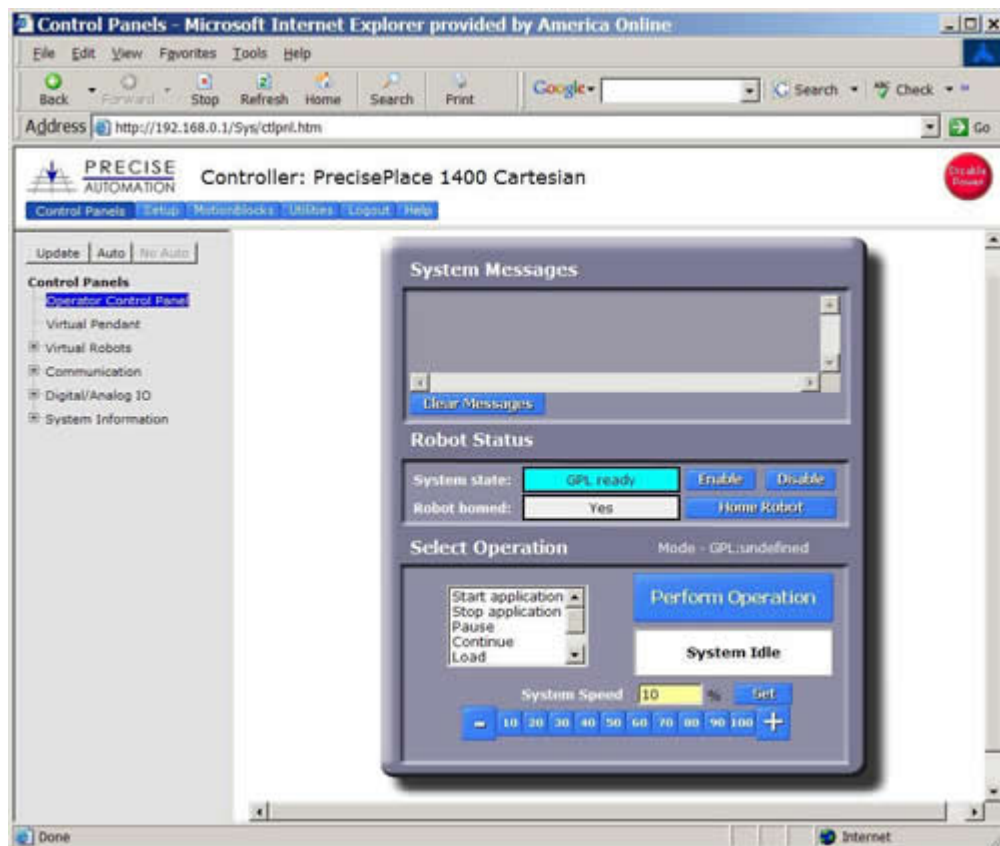 Control Panels - Microsoft Internet Explorer provided by America Online
File Edit View Favorites Tools Help
Back Forward Stop Refresh Home Search Print Google Search Check
Address http://192.168.0.1/Sys/ctlpnl.htm Go
PRECISE AUTOMATION
Controller: PrecisePlace 1400 Cartesian
Disable Power
Control Panels Setup Motionblocks Utilities Logout Help
Update Auto No Auto
Control Panels
Operator Control Panel
Virtual Pendant
Virtual Robots
Communication
Digital/Analog IO
System Information
System Messages
Clear Messages
Robot Status
System state: GPL ready Enable Disable
Robot homed: Yes Home Robot
Select Operation Mode - GPL:undefined
Start application
Stop application
Pause
Continue
Load
Perform Operation
System Idle
System Speed 10 % Set
- 10 20 30 40 50 60 70 80 90 100 +
Done Internet